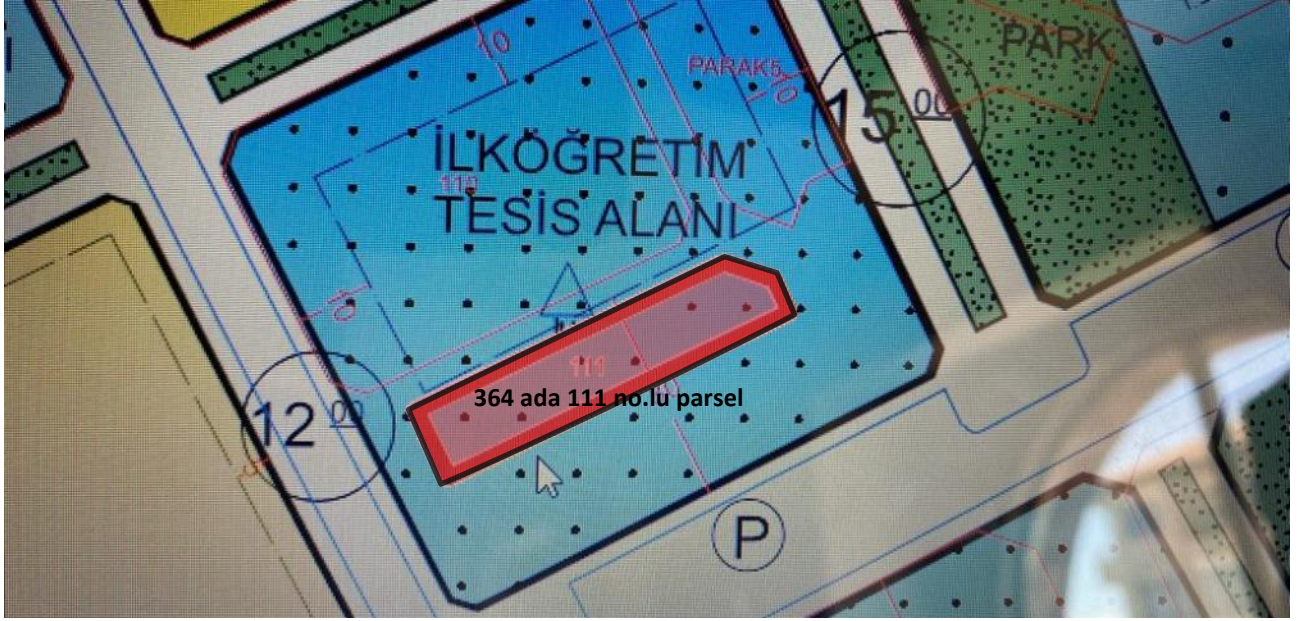 10
PARK
PARAK5
10
15 00
İLKÖĞRETİM
110
TESİS ALANI
10
111
364 ada 111 no.lu parsel
12 00
P